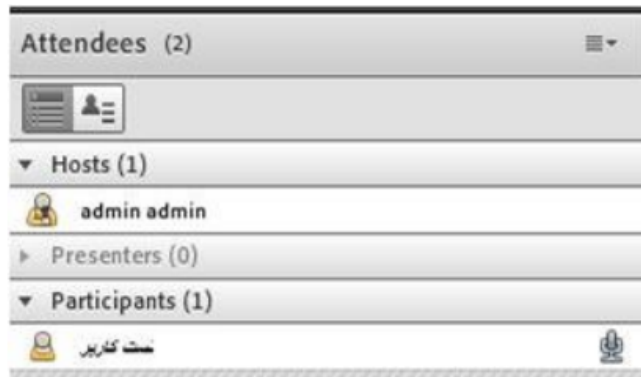 Attendees (2)
Hosts (1)
admin admin
Presenters (0)
Participants (1)
تست کاربر